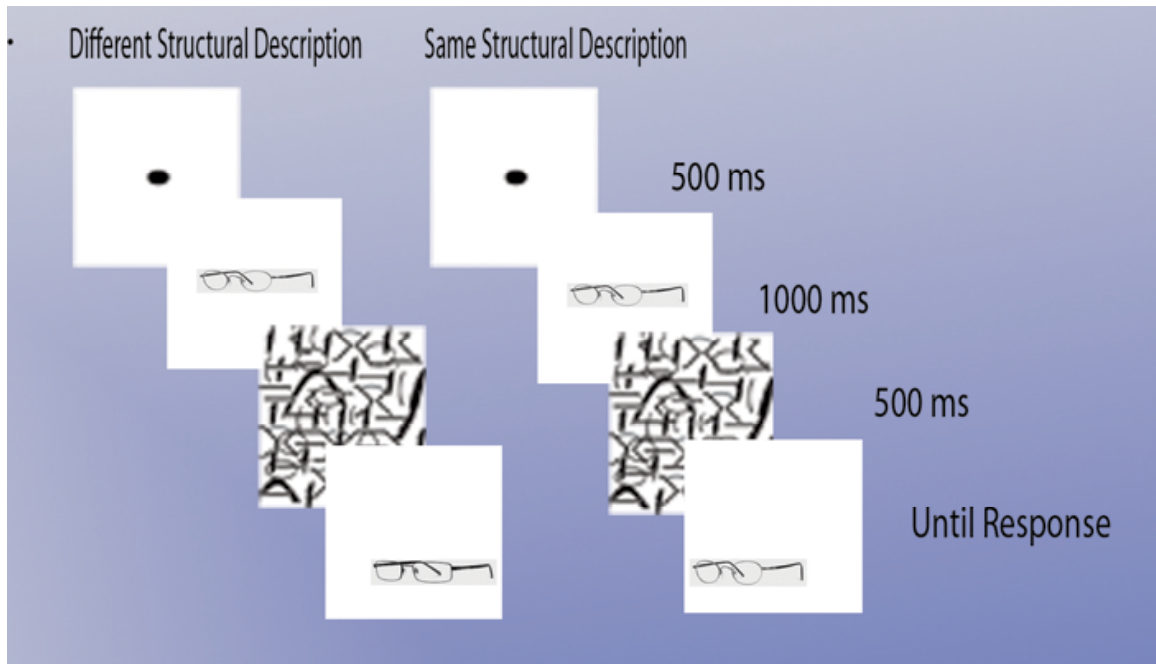 Different Structural Description
Same Structural Description
500 ms
1000 ms
500 ms
Until Response